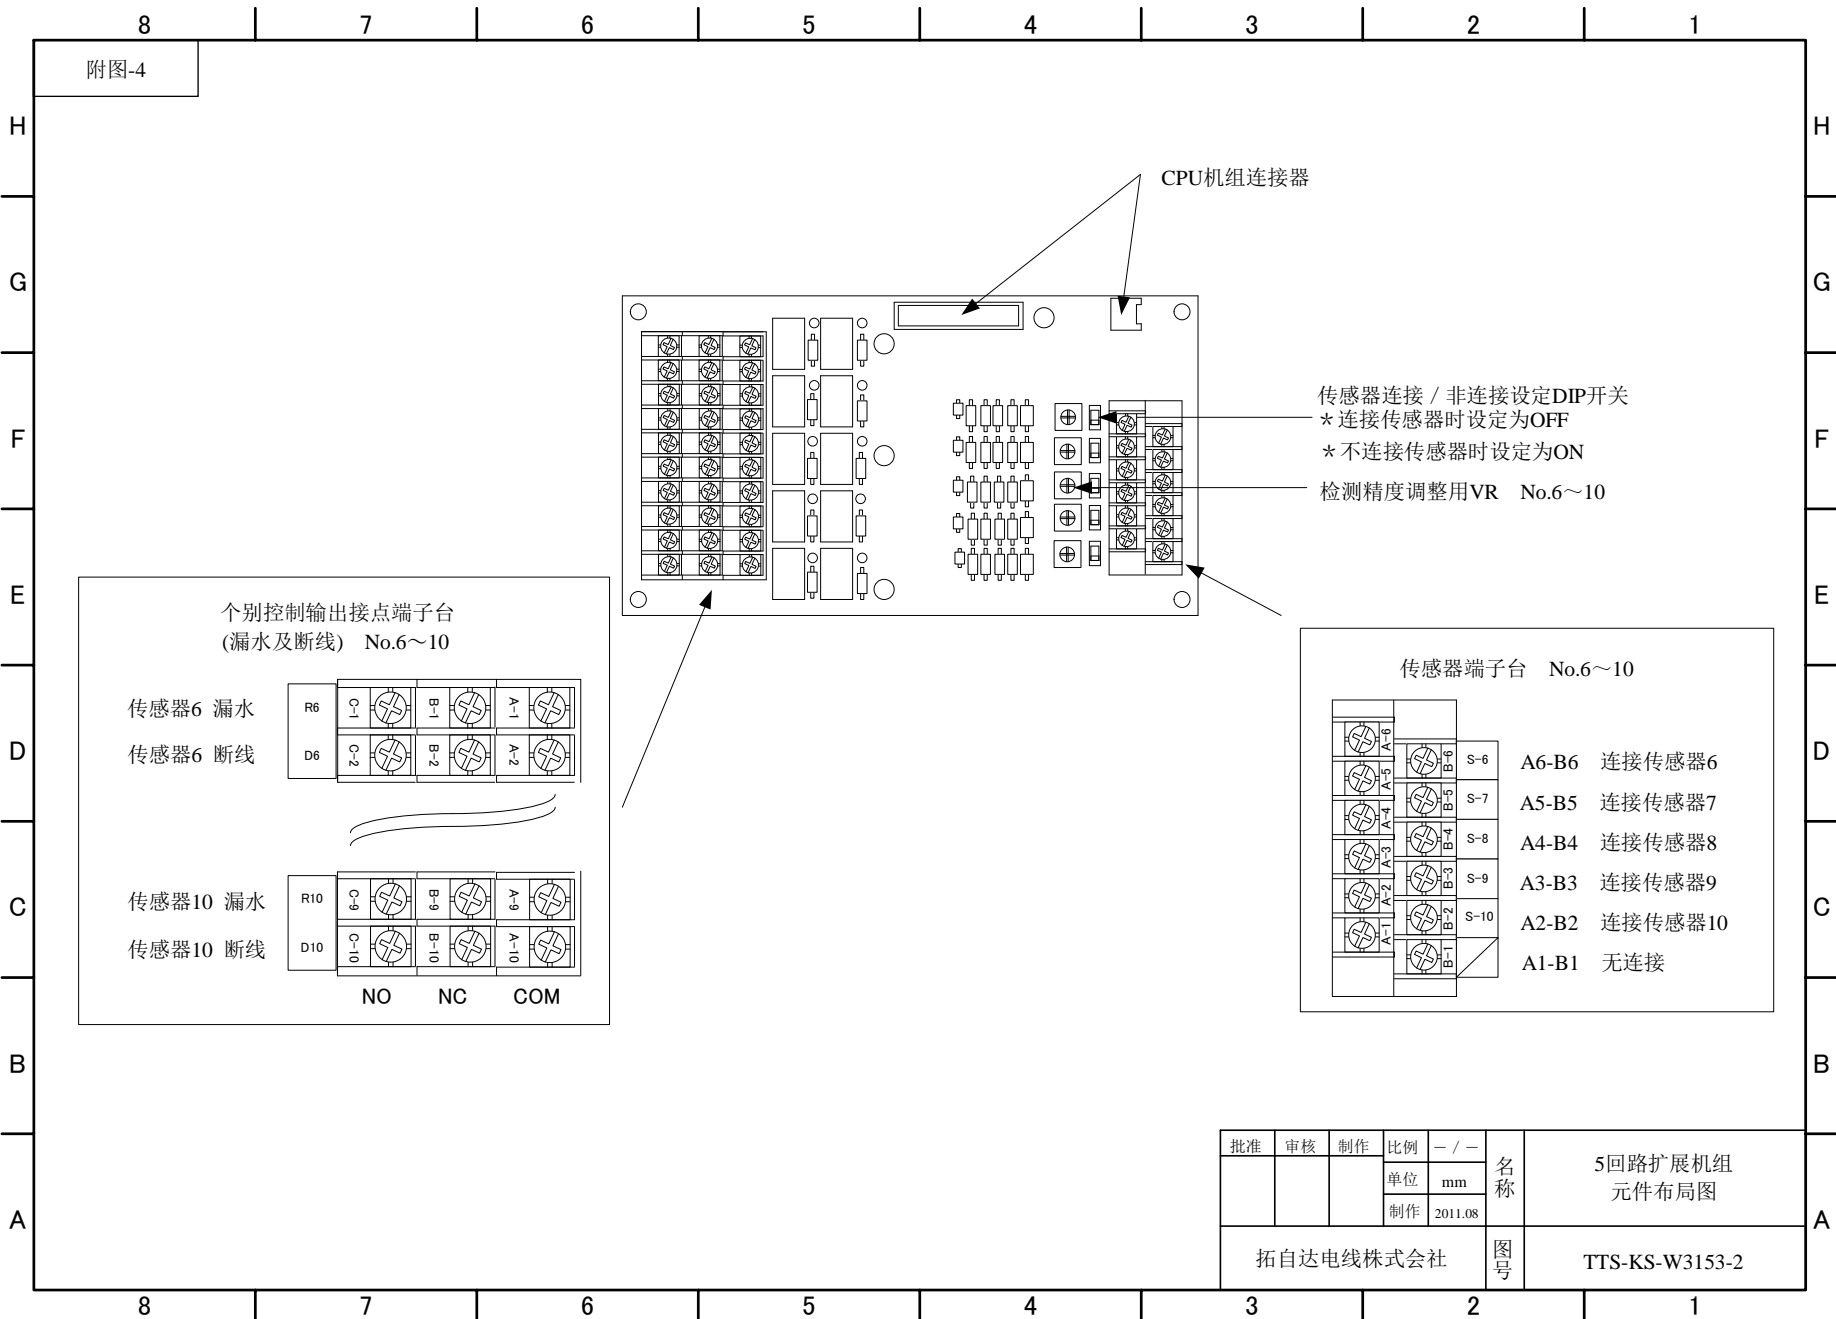 8 7 6 5 4 3 2 1
附图-4
H H
G G
F F
E E
D D
C C
B B
A A
CPU机组连接器
传感器连接 / 非连接设定DIP开关
*连接传感器时设定为OFF
*不连接传感器时设定为ON
检测精度调整用VR No.6～10
个别控制输出接点端子台
(漏水及断线) No.6～10
传感器6 漏水 R6 C-1 B-1 A-1
传感器6 断线 D6 C-2 B-2 A-2
传感器10 漏水 R10 C-9 B-9 A-9
传感器10 断线 D10 C-10 B-10 A-10
NO NC COM
传感器端子台 No.6～10
A-6 B-6 S-6 A6-B6 连接传感器6
A-5 B-5 S-7 A5-B5 连接传感器7
A-4 B-4 S-8 A4-B4 连接传感器8
A-3 B-3 S-9 A3-B3 连接传感器9
A-2 B-2 S-10 A2-B2 连接传感器10
A-1 B-1 A1-B1 无连接
批准 审核 制作 比例 －/－
单位 mm
制作 2011.08
名称
5回路扩展机组
元件布局图
拓自达电线株式会社
图号
TTS-KS-W3153-2
8 7 6 5 4 3 2 1